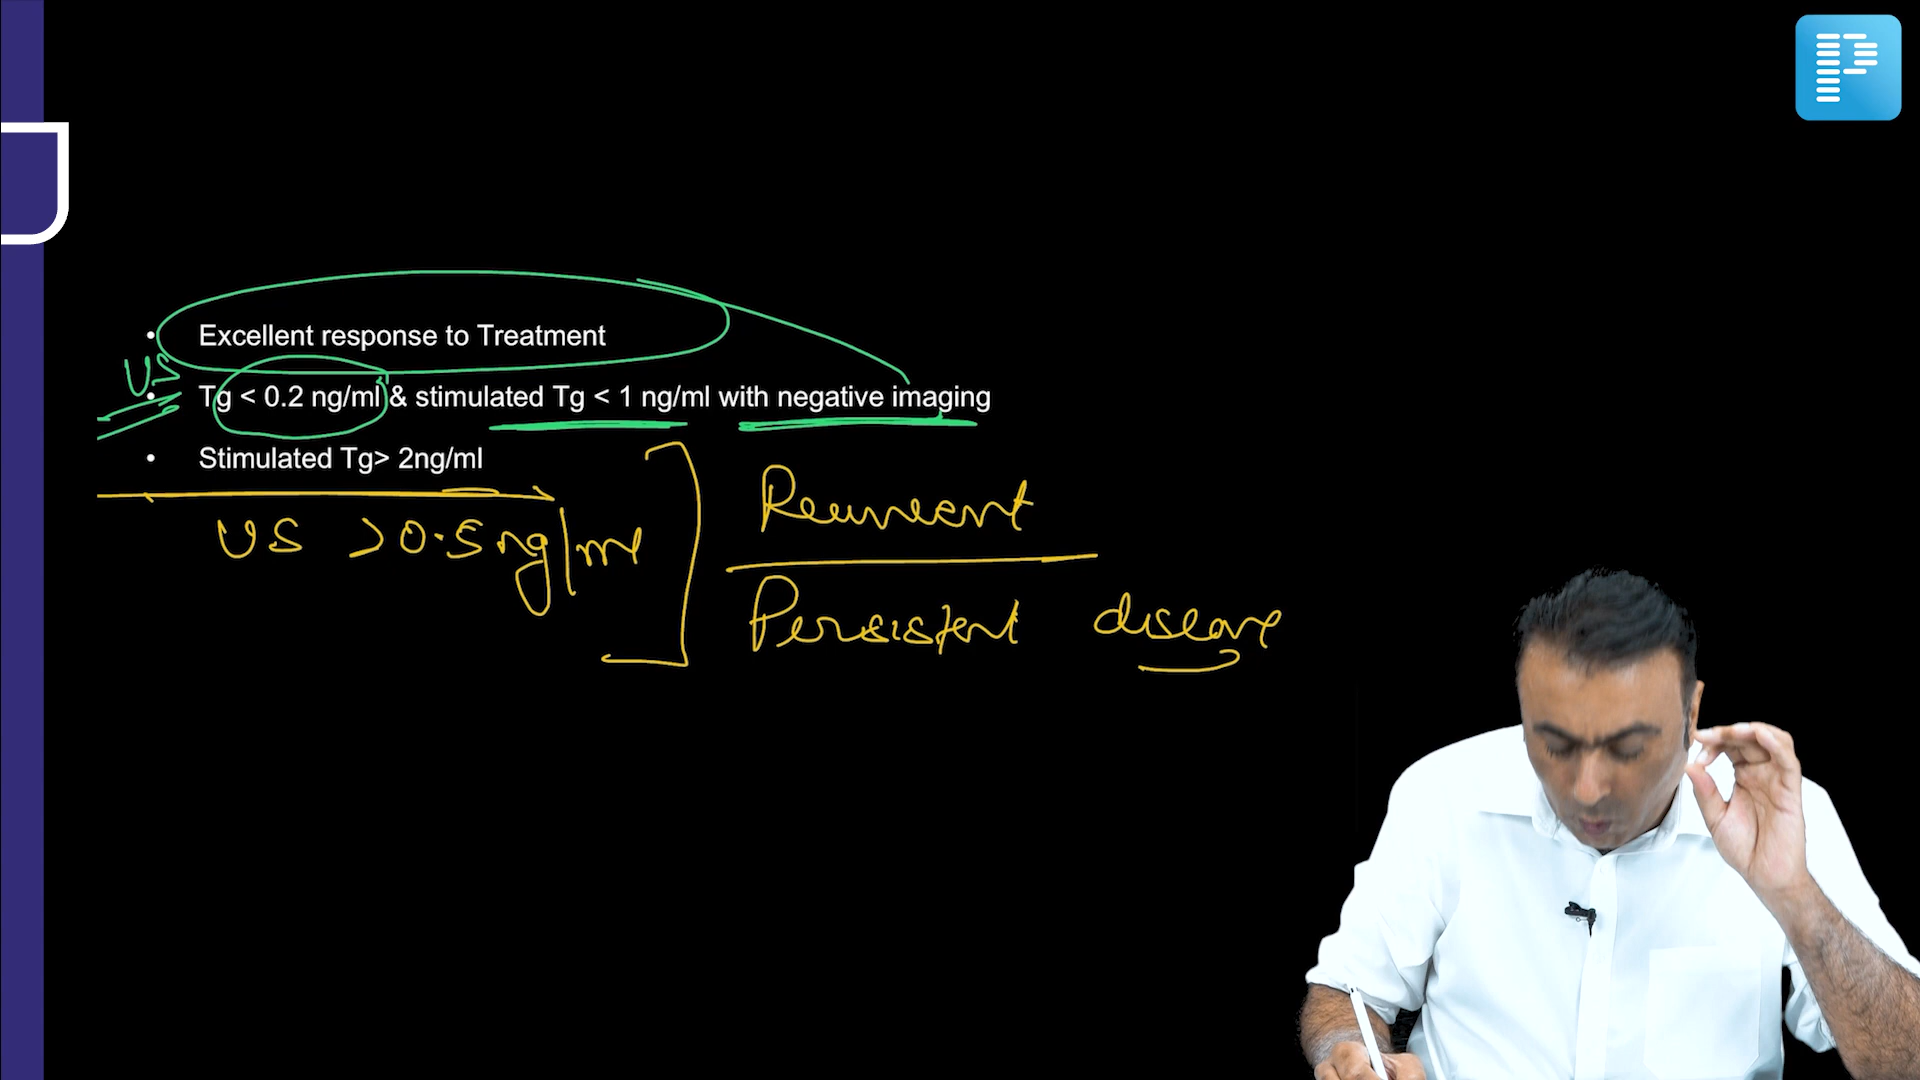 • Excellent response to Treatment
US
• Tg < 0.2 ng/ml & stimulated Tg < 1 ng/ml with negative imaging
• Stimulated Tg> 2ng/ml
US >0.5 ng/ml
Recurrent
Persistent disease